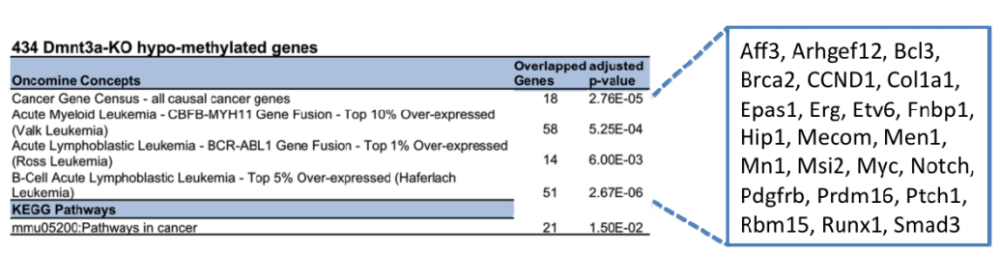 434 Dmnt3a-KO hypo-methylated genes
Oncomine Concepts Overlapped Genes adjusted p-value
Cancer Gene Census - all causal cancer genes 18 2.76E-05
Acute Myeloid Leukemia - CBFB-MYH11 Gene Fusion - Top 10% Over-expressed
(Valk Leukemia) 58 5.25E-04
Acute Lymphoblastic Leukemia - BCR-ABL1 Gene Fusion - Top 1% Over-expressed
(Ross Leukemia) 14 6.00E-03
B-Cell Acute Lymphoblastic Leukemia - Top 5% Over-expressed (Haferlach
Leukemia) 51 2.67E-06
KEGG Pathways
mmu05200:Pathways in cancer 21 1.50E-02
Aff3, Arhgef12, Bcl3,
Brca2, CCND1, Col1a1,
Epas1, Erg, Etv6, Fnbp1,
Hip1, Mecom, Men1,
Mn1, Msi2, Myc, Notch,
Pdgfrb, Prdm16, Ptch1,
Rbm15, Runx1, Smad3